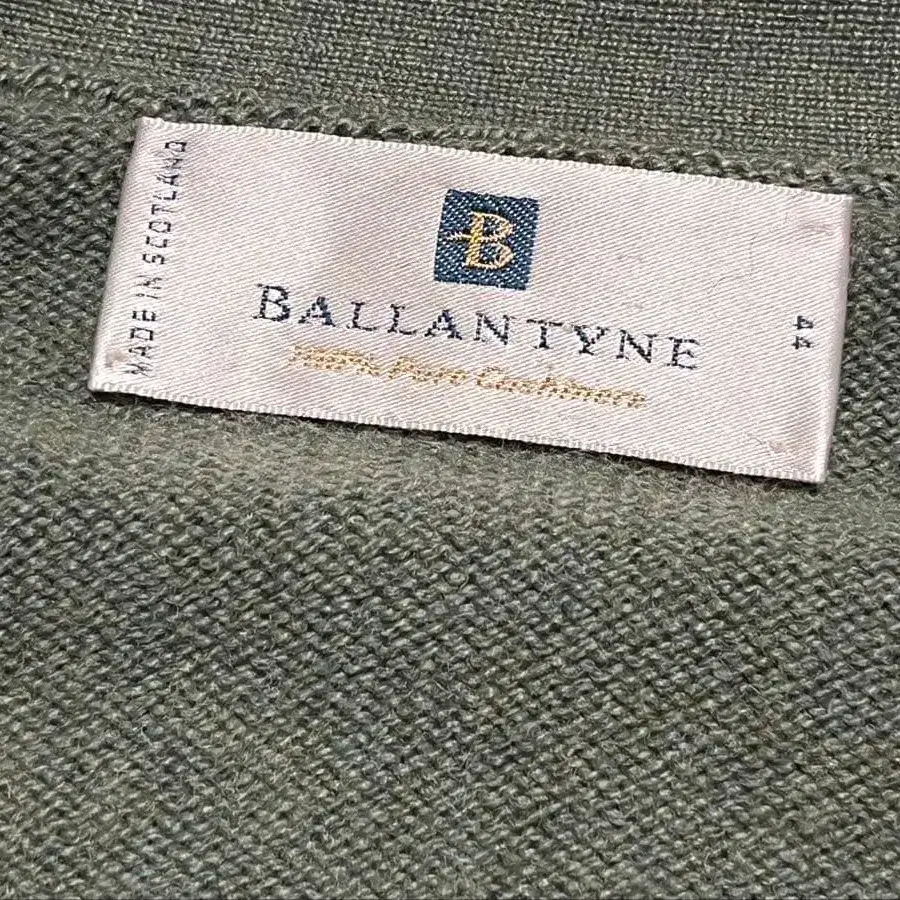 MADE IN SCOTLAND
B
BALLANTYNE
100% Pure Cashmere
44